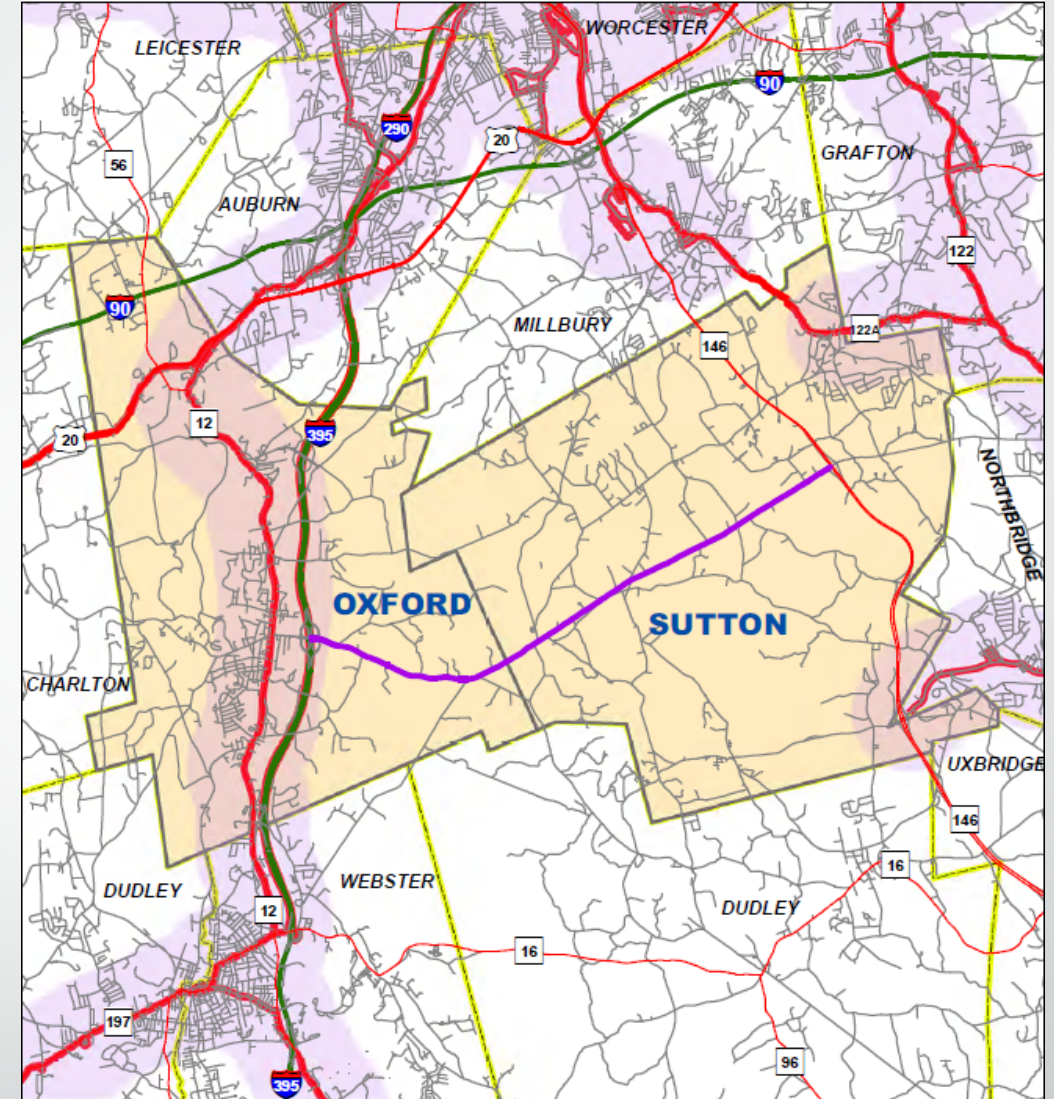 LEICESTER
WORCESTER
90
290
20
GRAFTON
56
AUBURN
122
90
MILLBURY
122A
146
12
20
395
NORTHBRIDGE
OXFORD
SUTTON
CHARLTON
UXBRIDGE
146
16
DUDLEY
WEBSTER
12
DUDLEY
16
197
96
395